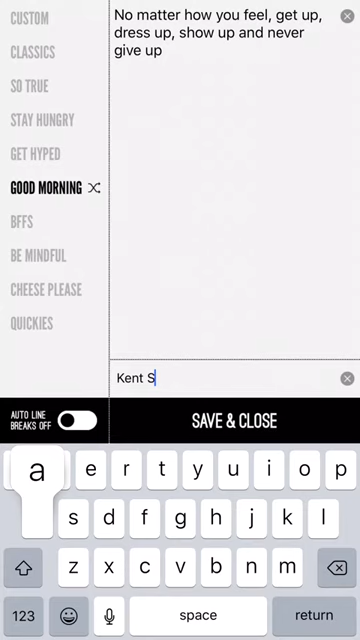 CUSTOM
CLASSICS
SO TRUE
STAY HUNGRY
GET HYPED
GOOD MORNING
BFFS
BE MINDFUL
CHEESE PLEASE
QUICKIES
No matter how you feel, get up,
dress up, show up and never
give up
Kent S
AUTO LINE
BREAKS OFF
SAVE & CLOSE
a e r t y u i o p
s d f g h j k l
z x c v b n m
123 space return